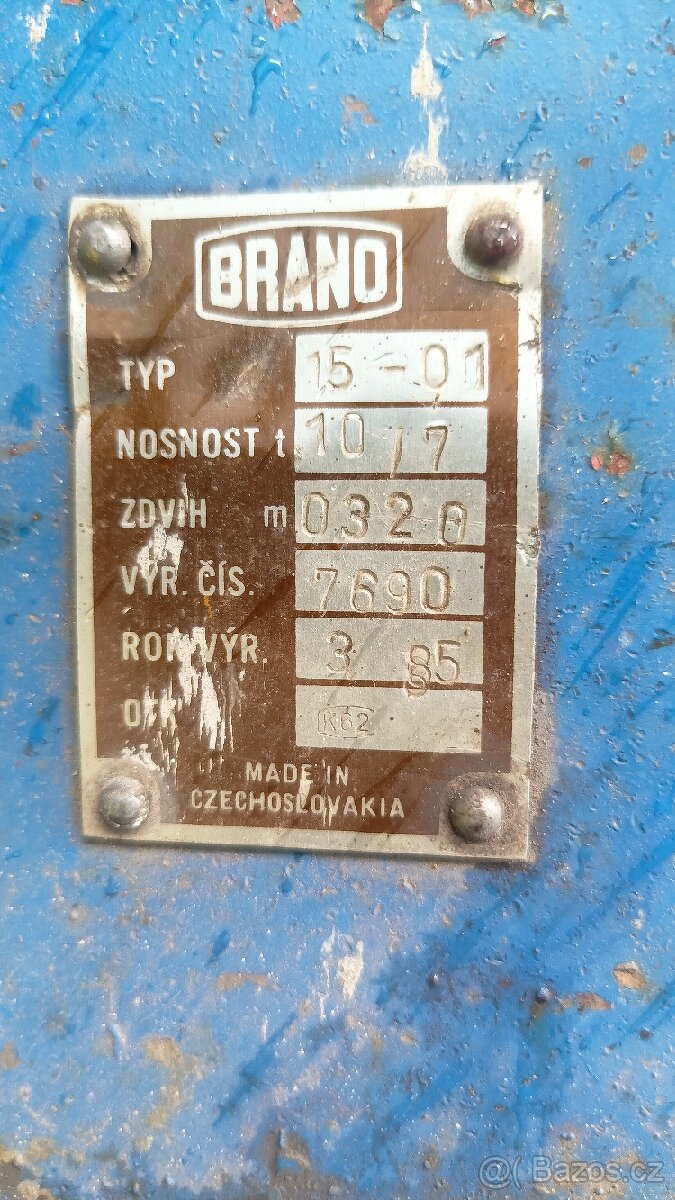 BRANO
TYP 15-01
NOSNOST t 10/7
ZDVIH m 0320
VÝR. ČÍS. 7690
ROK VÝR. 3 85
OTK K62
MADE IN
CZECHOSLOVAKIA
Bazos.cz